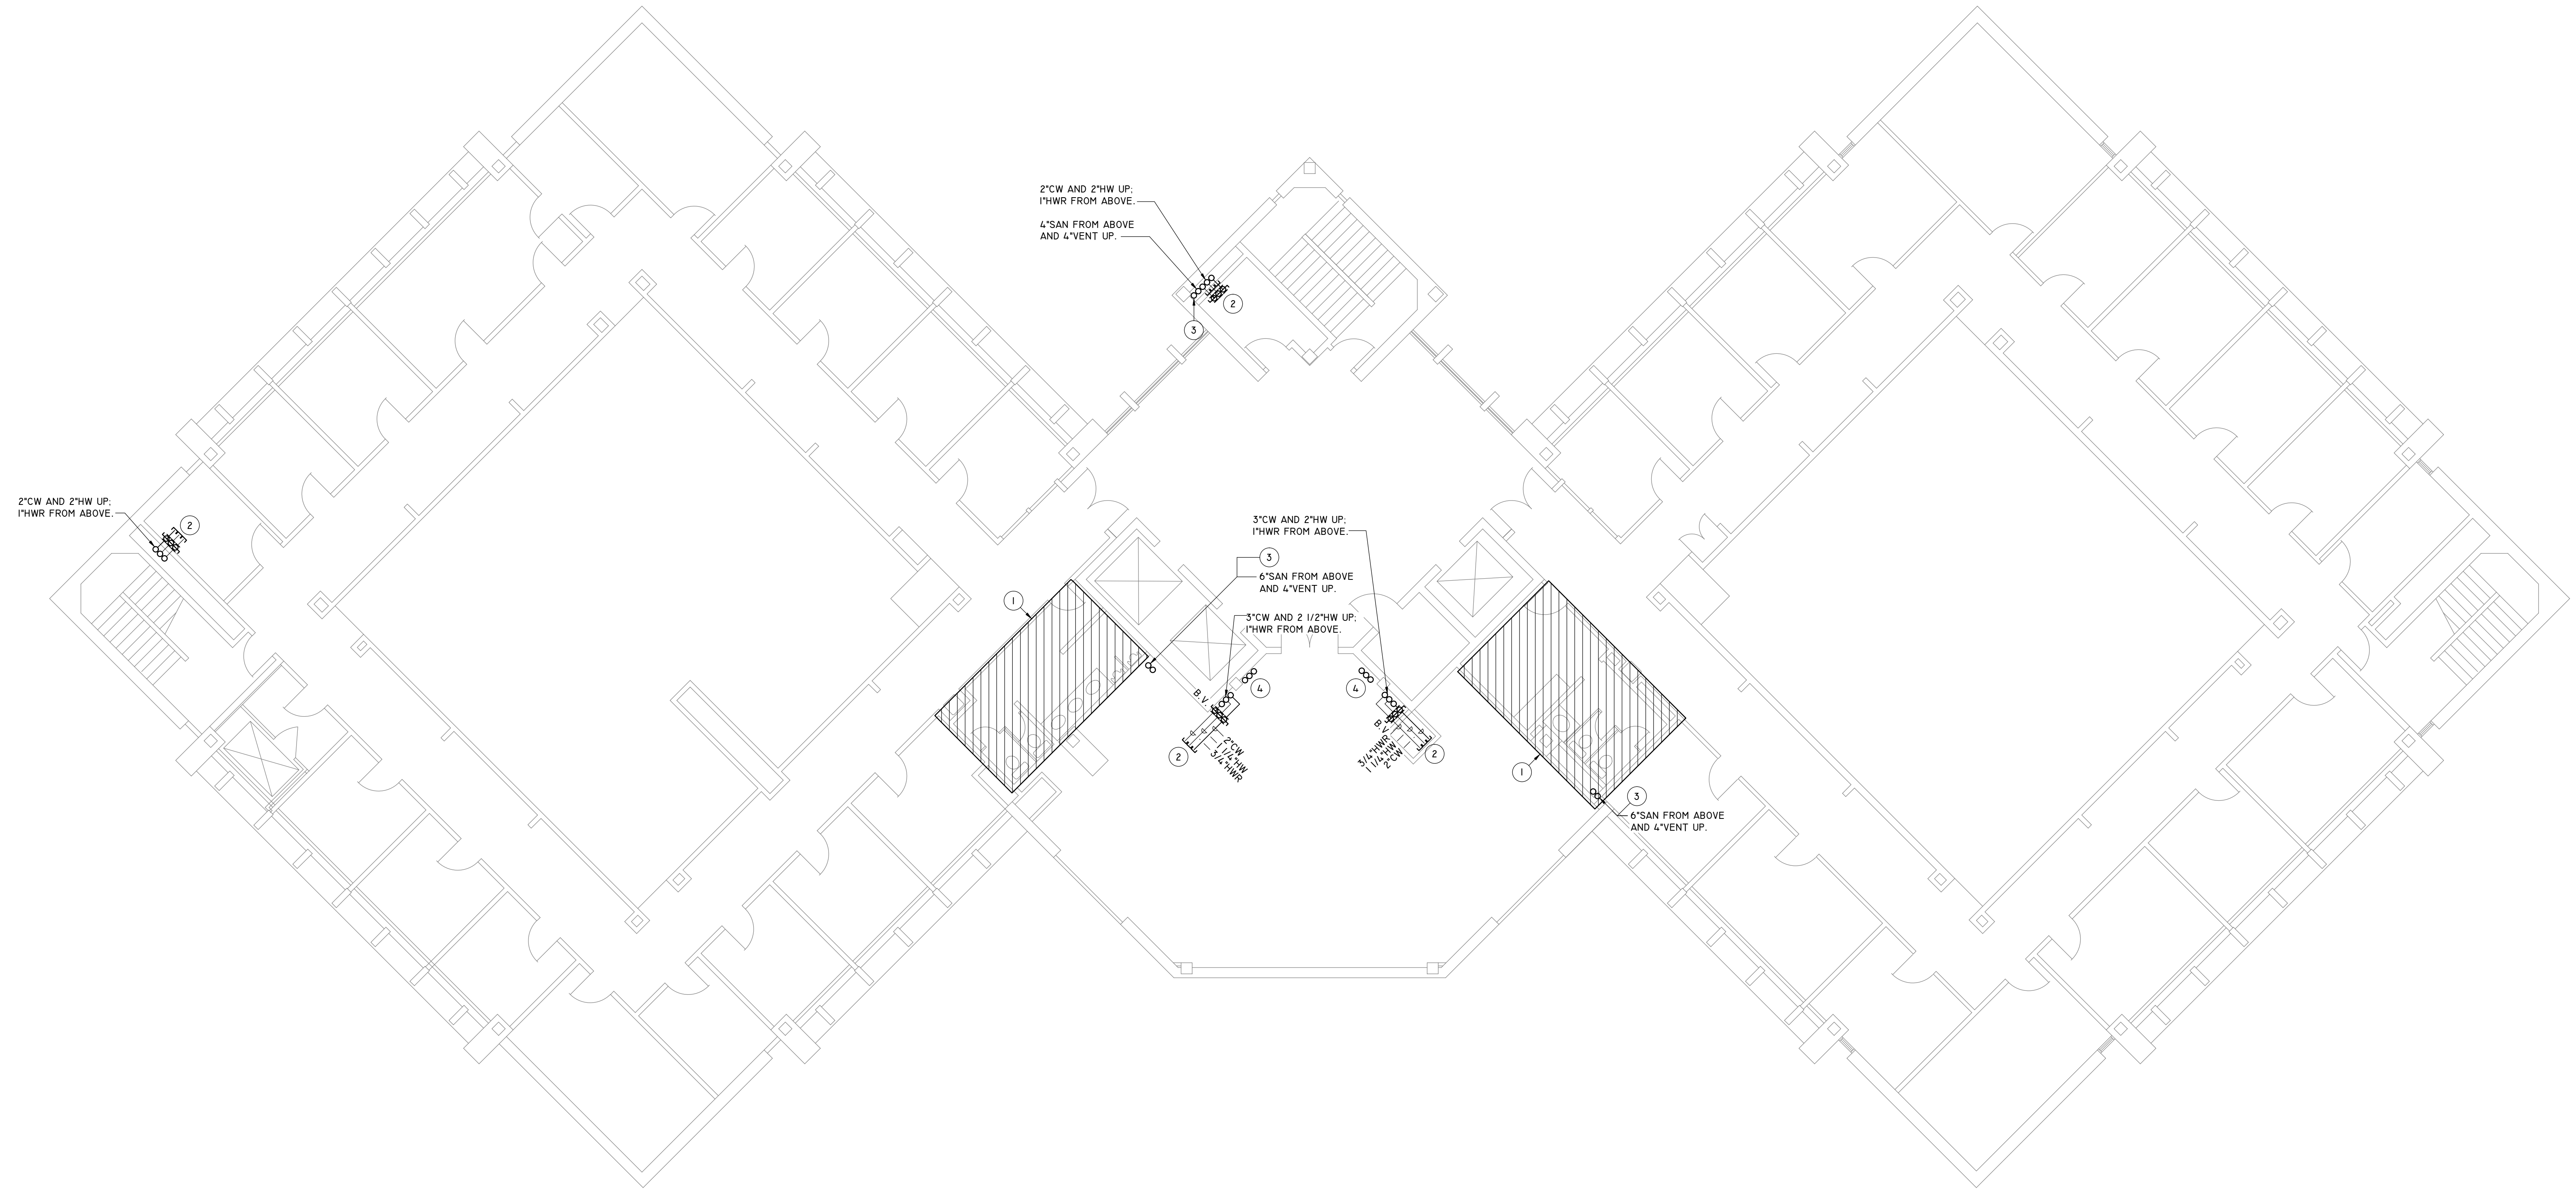 2"CW AND 2"HW UP;
1"HWR FROM ABOVE.
4"SAN FROM ABOVE
AND 4"VENT UP.
2
3
2"CW AND 2"HW UP;
1"HWR FROM ABOVE.
2
3"CW AND 2"HW UP;
1"HWR FROM ABOVE.
3
6"SAN FROM ABOVE
AND 4"VENT UP.
1
3"CW AND 2 1/2"HW UP;
1"HWR FROM ABOVE.
4
4
B.V.
2"CW
1 1/4"HW
3/4"HWR
2
B.V.
3/4"HWR
1 1/4"HW
2"CW
2
1
3
6"SAN FROM ABOVE
AND 4"VENT UP.